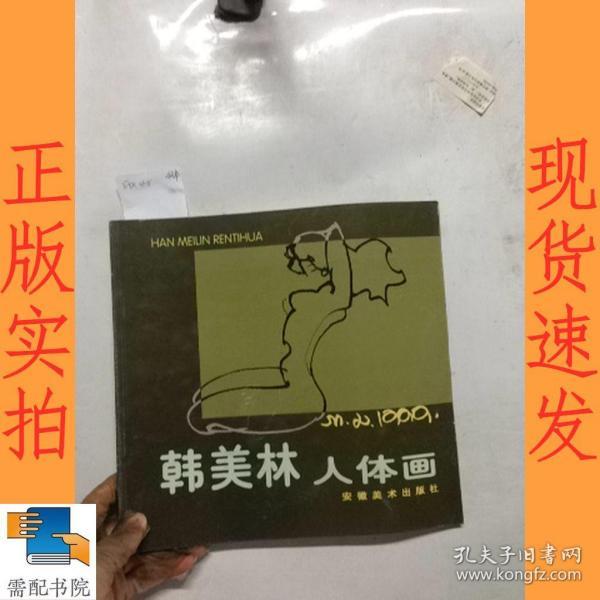 正版实拍
现货速发
HAN MEILIN RENTIHUA
m.l.1999.
韩美林 人体画
安徽美术出版社
需配书院
孔夫子旧书网
www.kongfz.com